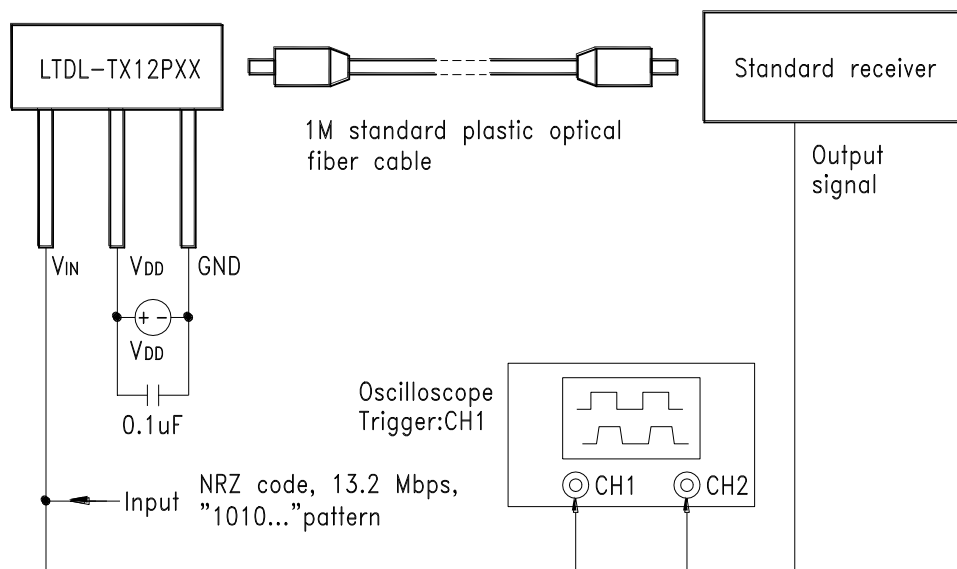 LTDL-TX12PXX
Standard receiver
1M standard plastic optical
fiber cable
Output
signal
VIN
VDD
GND
+ -
VDD
0.1uF
Oscilloscope
Trigger:CH1
CH1
CH2
Input
NRZ code, 13.2 Mbps,
"1010..."pattern